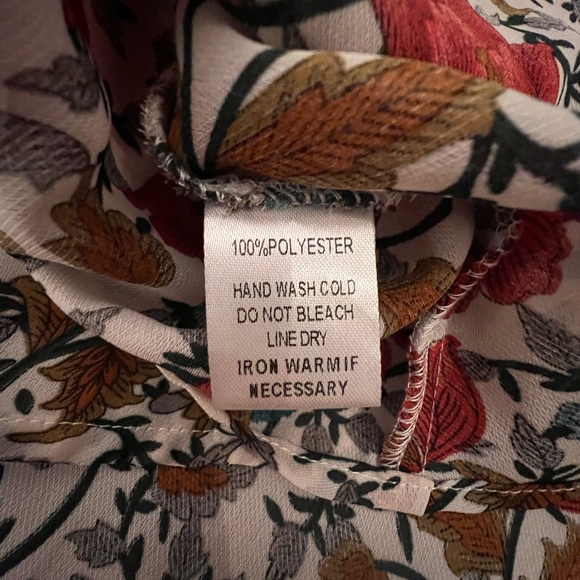 100%POLYESTER
HAND WASH COLD
DO NOT BLEACH
LINE DRY
IRON WARM IF
NECESSARY